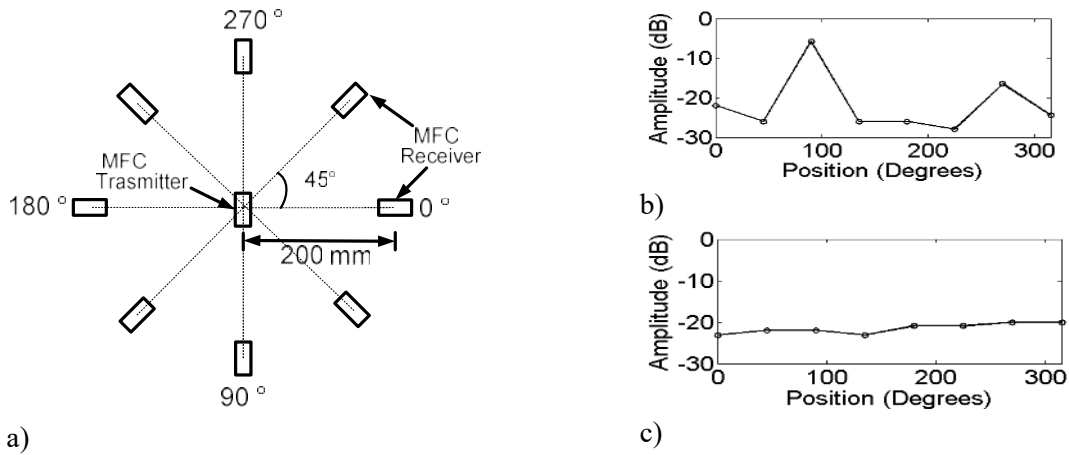 270 °
MFC
Receiver
MFC
Trasmitter
45°
180 °
0 °
200 mm
90 °
a)
Amplitude (dB)
0
-10
-20
-30
0
100
200
300
Position (Degrees)
b)
Amplitude (dB)
0
-10
-20
-30
0
100
200
300
Position (Degrees)
c)